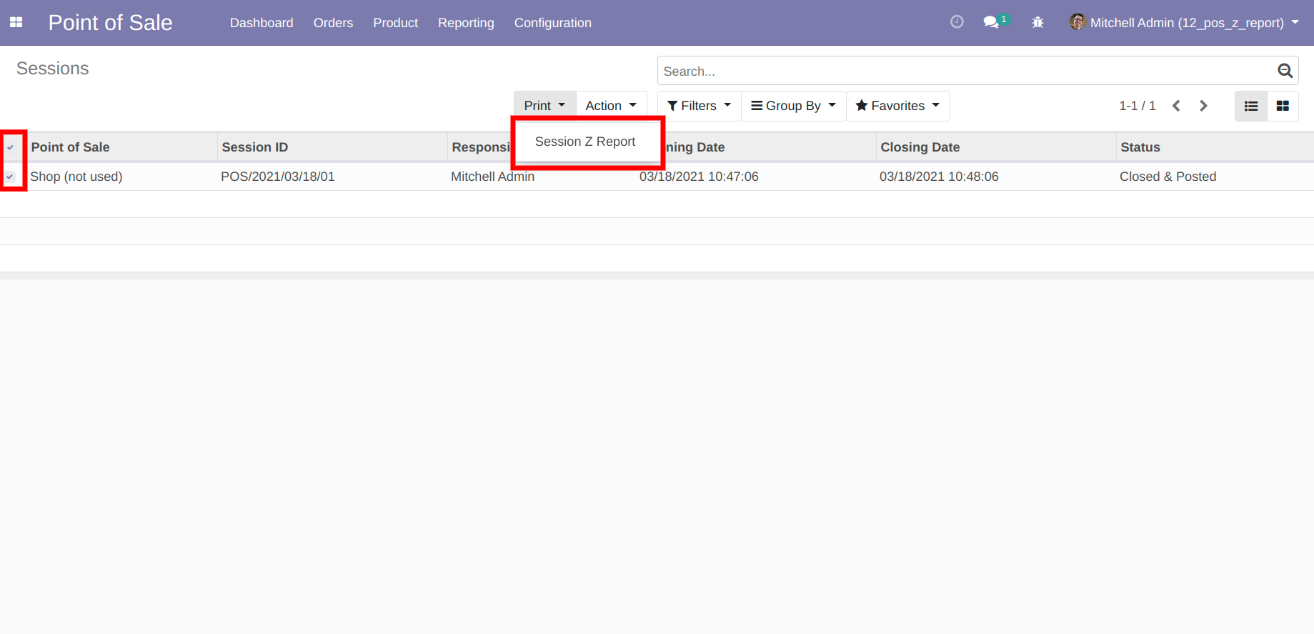 Point of Sale Dashboard Orders Product Reporting Configuration 1 Mitchell Admin (12_pos_z_report)
Sessions
Search...
Print Action Filters Group By Favorites 1-1 / 1
Session Z Report
Point of Sale Session ID Responsi ning Date Closing Date Status
Shop (not used) POS/2021/03/18/01 Mitchell Admin 03/18/2021 10:47:06 03/18/2021 10:48:06 Closed & Posted